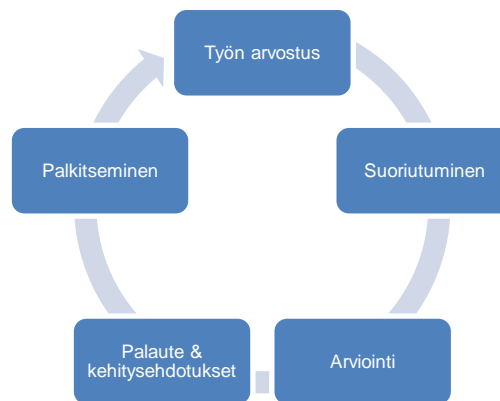 Työn arvostus
Suoriutuminen
Arviointi
Palaute &
kehitysehdotukset
Palkitseminen